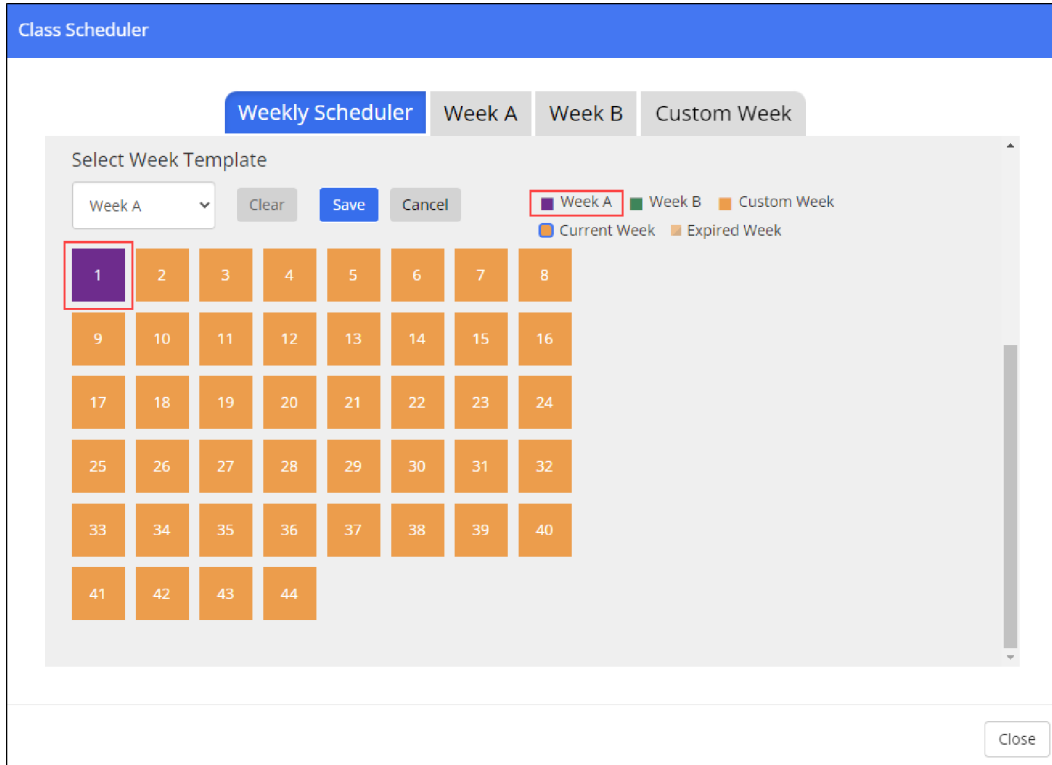 Class Scheduler
Weekly Scheduler Week A Week B Custom Week
Select Week Template
Week A Clear Save Cancel Week A Week B Custom Week
Current Week Expired Week
1 2 3 4 5 6 7 8
9 10 11 12 13 14 15 16
17 18 19 20 21 22 23 24
25 26 27 28 29 30 31 32
33 34 35 36 37 38 39 40
41 42 43 44
Close